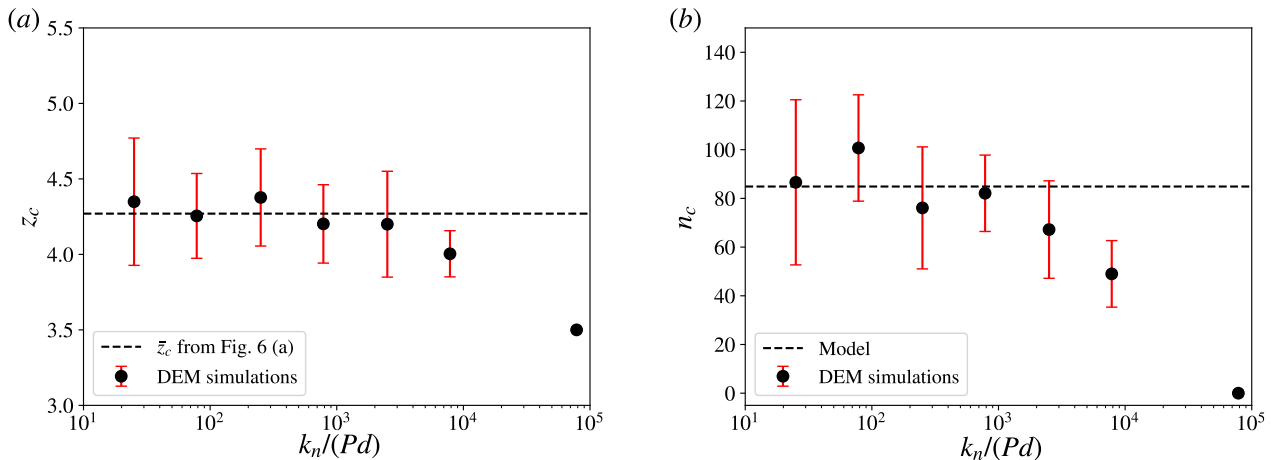 (a)
5.5
5.0
4.5
4.0
3.5
3.0
z_c
z̄_c from Fig. 6 (a)
DEM simulations
10^1
10^2
10^3
10^4
10^5
k_n/(Pd)
(b)
140
120
100
80
60
40
20
0
n_c
Model
DEM simulations
10^1
10^2
10^3
10^4
10^5
k_n/(Pd)